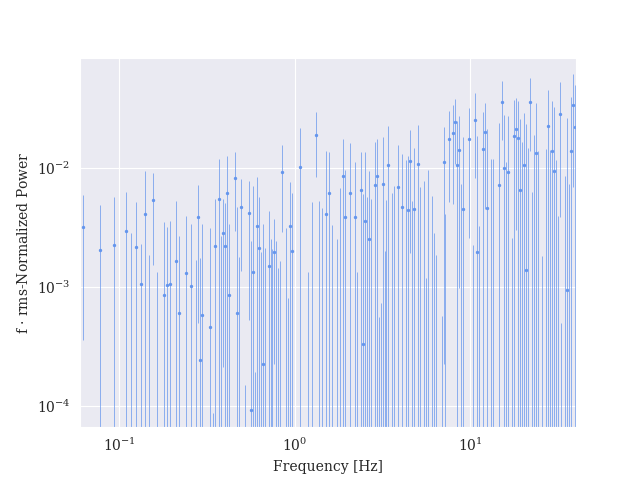 f · rms-Normalized Power
10⁻²
10⁻³
10⁻⁴
10⁻¹ 10⁰ 10¹
Frequency [Hz]